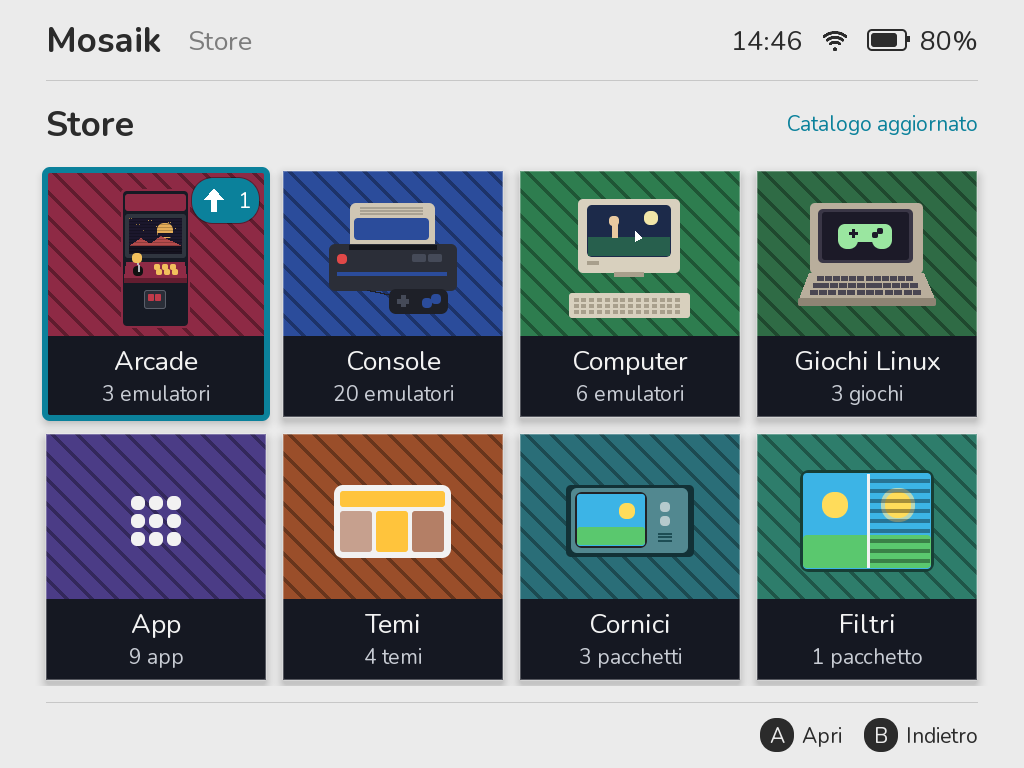 Mosaik Store 14:46 80%
Store Catalogo aggiornato
1
Arcade Console Computer Giochi Linux
3 emulatori 20 emulatori 6 emulatori 3 giochi
App Temi Cornici Filtri
9 app 4 temi 3 pacchetti 1 pacchetto
A Apri B Indietro